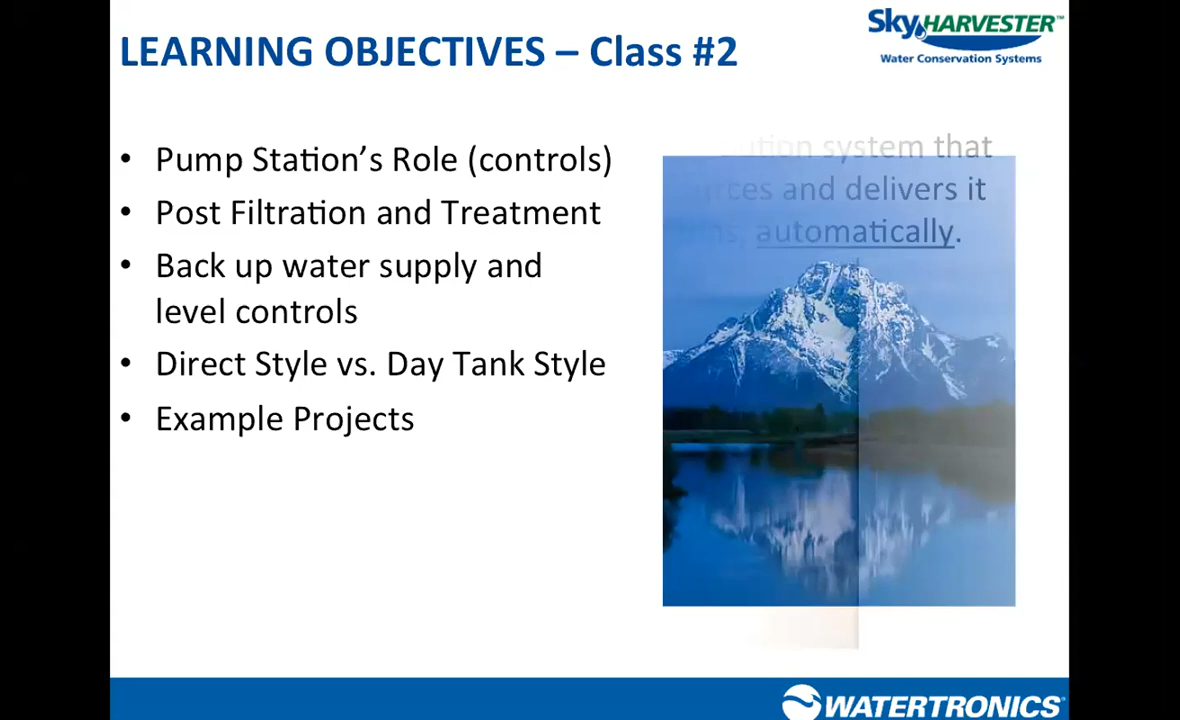 LEARNING OBJECTIVES – Class #2
SkyHARVESTER™
Water Conservation Systems
• Pump Station's Role (controls)
• Post Filtration and Treatment
• Back up water supply and
level controls
• Direct Style vs. Day Tank Style
• Example Projects
system that
and delivers it
automatically.
WATERTRONICS®